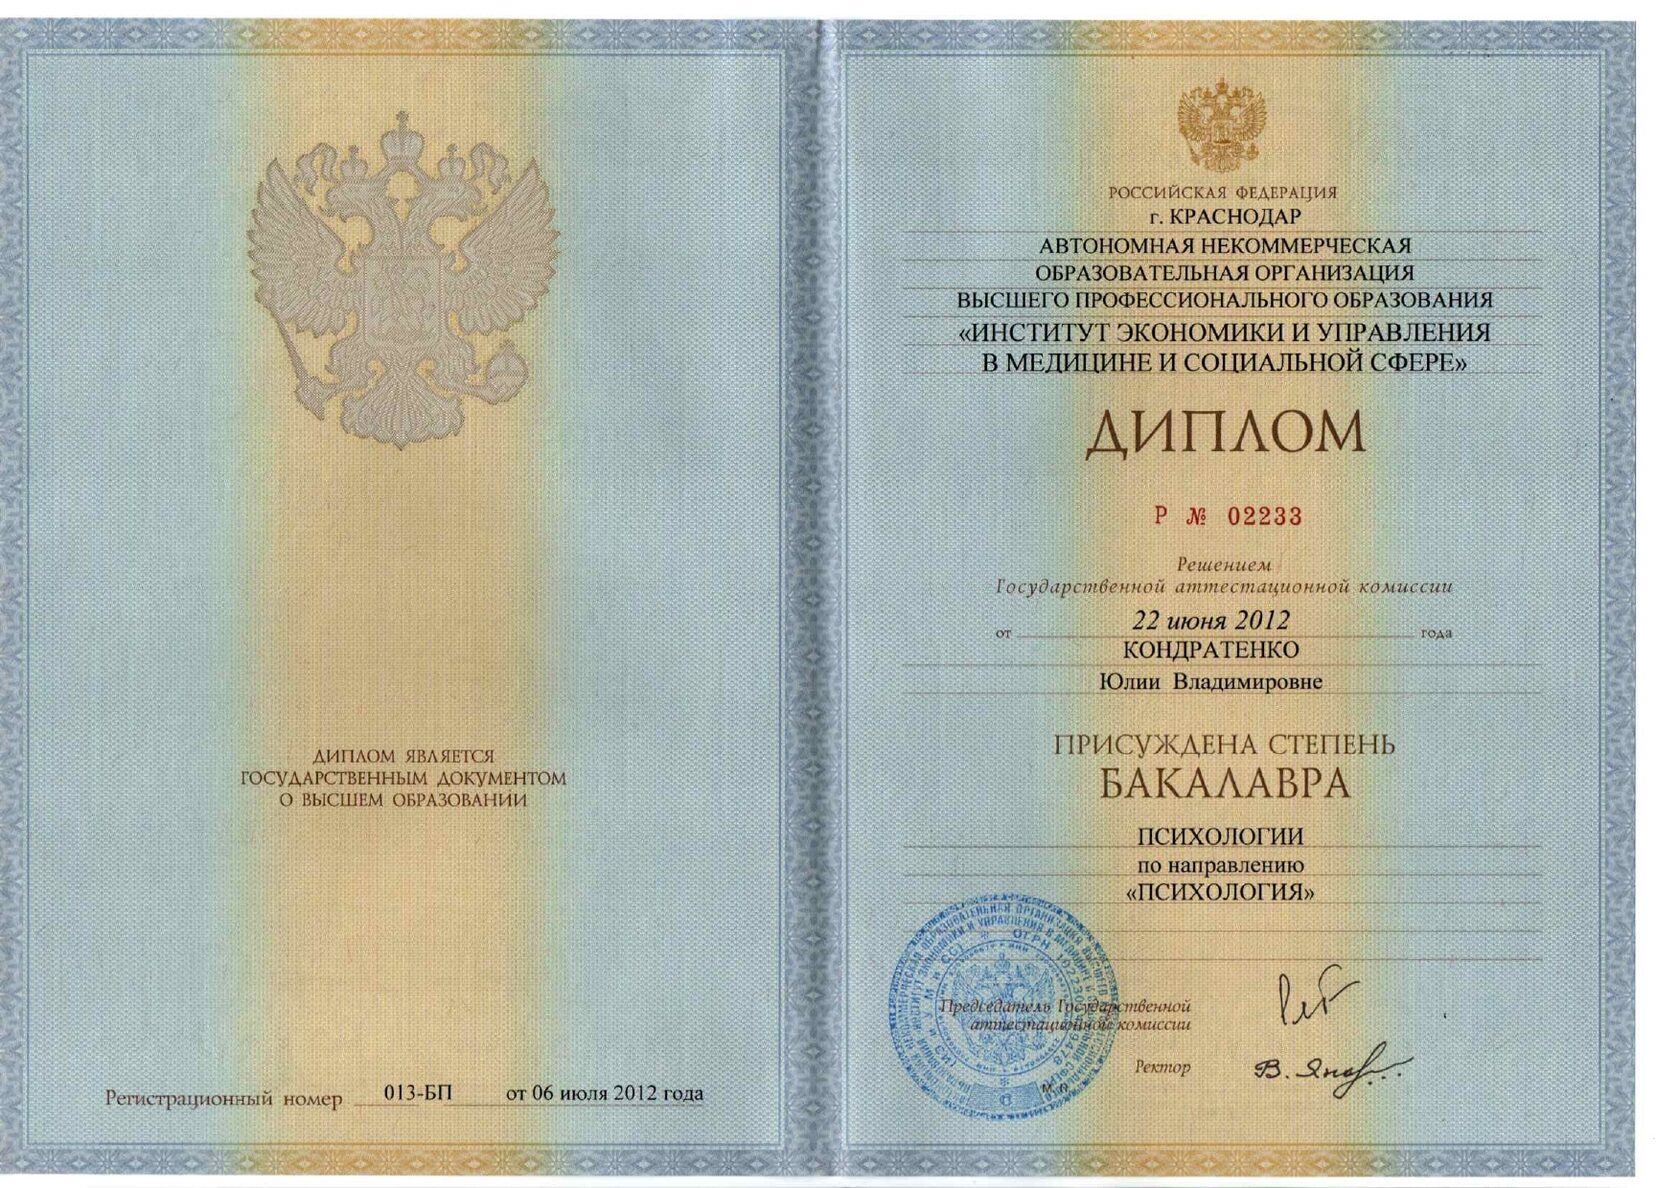 ДИПЛОМ ЯВЛЯЕТСЯ
ГОСУДАРСТВЕННЫМ ДОКУМЕНТОМ
О ВЫСШЕМ ОБРАЗОВАНИИ
Регистрационный номер 013-БП от 06 июля 2012 года
РОССИЙСКАЯ ФЕДЕРАЦИЯ
г. КРАСНОДАР
АВТОНОМНАЯ НЕКОММЕРЧЕСКАЯ
ОБРАЗОВАТЕЛЬНАЯ ОРГАНИЗАЦИЯ
ВЫСШЕГО ПРОФЕССИОНАЛЬНОГО ОБРАЗОВАНИЯ
«ИНСТИТУТ ЭКОНОМИКИ И УПРАВЛЕНИЯ
В МЕДИЦИНЕ И СОЦИАЛЬНОЙ СФЕРЕ»
ДИПЛОМ
Р № 02233
Решением
Государственной аттестационной комиссии
от 22 июня 2012 года
КОНДРАТЕНКО
Юлии Владимировне
ПРИСУЖДЕНА СТЕПЕНЬ
БАКАЛАВРА
ПСИХОЛОГИИ
по направлению
«ПСИХОЛОГИЯ»
Председатель Государственной
аттестационной комиссии
Ректор
М.П.